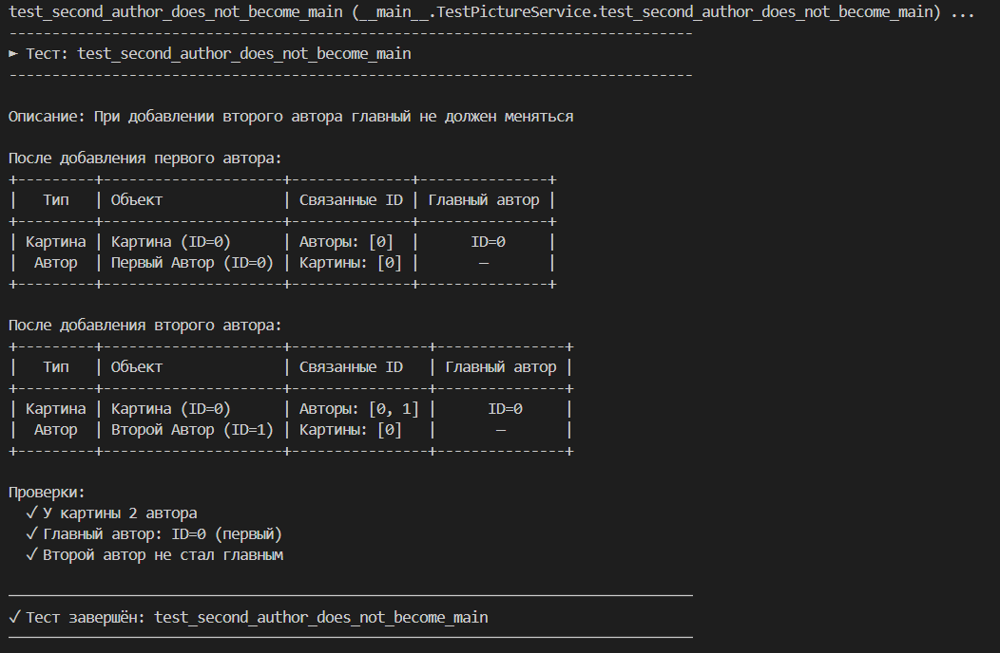 test_second_author_does_not_become_main (__main__.TestPictureService.test_second_author_does_not_become_main) ...
--------------------------------------------------------------------------------
► Тест: test_second_author_does_not_become_main
--------------------------------------------------------------------------------
Описание: При добавлении второго автора главный не должен меняться
После добавления первого автора:
+---------+---------------------+--------------+---------------+
|   Тип   | Объект              | Связанные ID | Главный автор |
+---------+---------------------+--------------+---------------+
| Картина | Картина (ID=0)      | Авторы: [0]  |     ID=0      |
|  Автор  | Первый Автор (ID=0) | Картины: [0] |       —       |
+---------+---------------------+--------------+---------------+
После добавления второго автора:
+---------+---------------------+----------------+---------------+
|   Тип   | Объект              | Связанные ID   | Главный автор |
+---------+---------------------+----------------+---------------+
| Картина | Картина (ID=0)      | Авторы: [0, 1] |     ID=0      |
|  Автор  | Второй Автор (ID=1) | Картины: [0]   |       —       |
+---------+---------------------+----------------+---------------+
Проверки:
  ✓ У картины 2 автора
  ✓ Главный автор: ID=0 (первый)
  ✓ Второй автор не стал главным
────────────────────────────────────────────────────────────────────────────────
✓ Тест завершён: test_second_author_does_not_become_main
────────────────────────────────────────────────────────────────────────────────